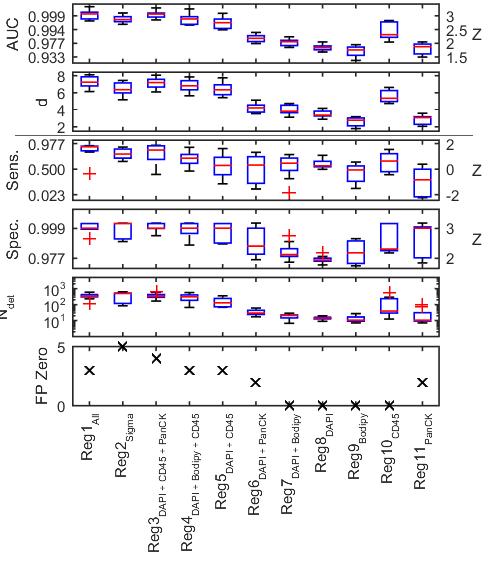 AUC
0.999
0.994
0.977
0.933
3
2.5
2
1.5
Z
d
8
6
4
2
Sens.
0.977
0.500
0.023
2
0
-2
Z
Spec.
0.999
0.977
3
2
Z
N_del.
10^3
10^2
10^1
FP Zero
5
0
Reg1_All
Reg2_Sigma
Reg3_DAPI + CD45 + PanCK
Reg4_DAPI + Bodipy + CD45
Reg5_DAPI + CD45
Reg6_DAPI + PanCK
Reg7_DAPI + Bodipy
Reg8_DAPI
Reg9_Bodipy
Reg10_CD45
Reg11_PanCK